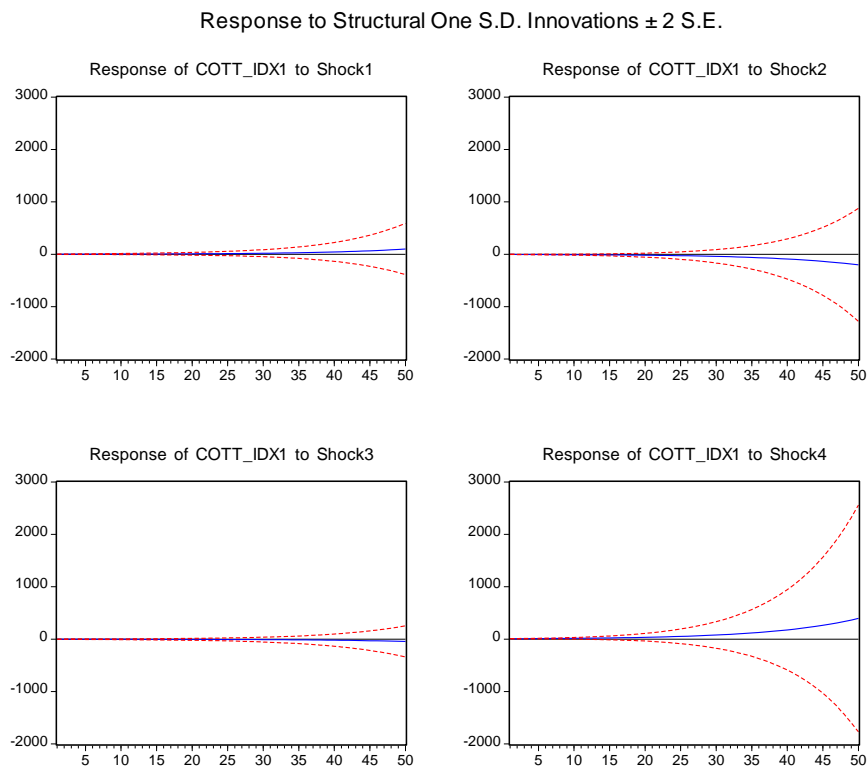 Response to Structural One S.D. Innovations ± 2 S.E.
Response of COTT_IDX1 to Shock1
3000
2000
1000
0
-1000
-2000
5 10 15 20 25 30 35 40 45 50
Response of COTT_IDX1 to Shock2
3000
2000
1000
0
-1000
-2000
5 10 15 20 25 30 35 40 45 50
Response of COTT_IDX1 to Shock3
3000
2000
1000
0
-1000
-2000
5 10 15 20 25 30 35 40 45 50
Response of COTT_IDX1 to Shock4
3000
2000
1000
0
-1000
-2000
5 10 15 20 25 30 35 40 45 50